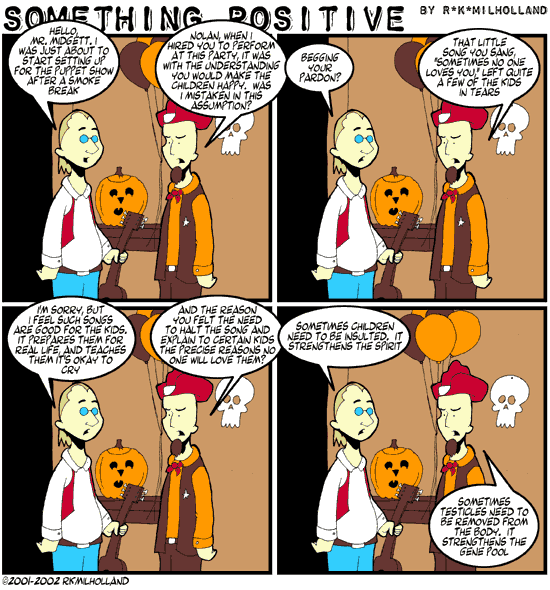 SOMETHING POSITIVE
BY R*K*MILHOLLAND
HELLO,
MR. MIDGETT. I
WAS JUST ABOUT TO
START SETTING UP
FOR THE PUPPET SHOW
AFTER A SMOKE
BREAK
NOLAN, WHEN I
HIRED YOU TO PERFORM
AT THIS PARTY, IT WAS
WITH THE UNDERSTANDING
YOU WOULD MAKE THE
CHILDREN HAPPY. WAS
I MISTAKEN IN THIS
ASSUMPTION?
BEGGING
YOUR
PARDON?
THAT LITTLE
SONG YOU SANG,
"SOMETIMES NO ONE
LOVES YOU," LEFT QUITE
A FEW OF THE KIDS
IN TEARS
I'M SORRY, BUT
I FEEL SUCH SONGS
ARE GOOD FOR THE KIDS.
IT PREPARES THEM FOR
REAL LIFE, AND TEACHES
THEM IT'S OKAY TO
CRY
AND THE REASON
YOU FELT THE NEED
TO HALT THE SONG AND
EXPLAIN TO CERTAIN KIDS
THE PRECISE REASONS NO
ONE WILL LOVE THEM?
SOMETIMES CHILDREN
NEED TO BE INSULTED. IT
STRENGTHENS THE SPIRIT
SOMETIMES
TESTICLES NEED TO
BE REMOVED FROM
THE BODY. IT
STRENGTHENS THE
GENE POOL
©2001-2002 RKMILHOLLAND